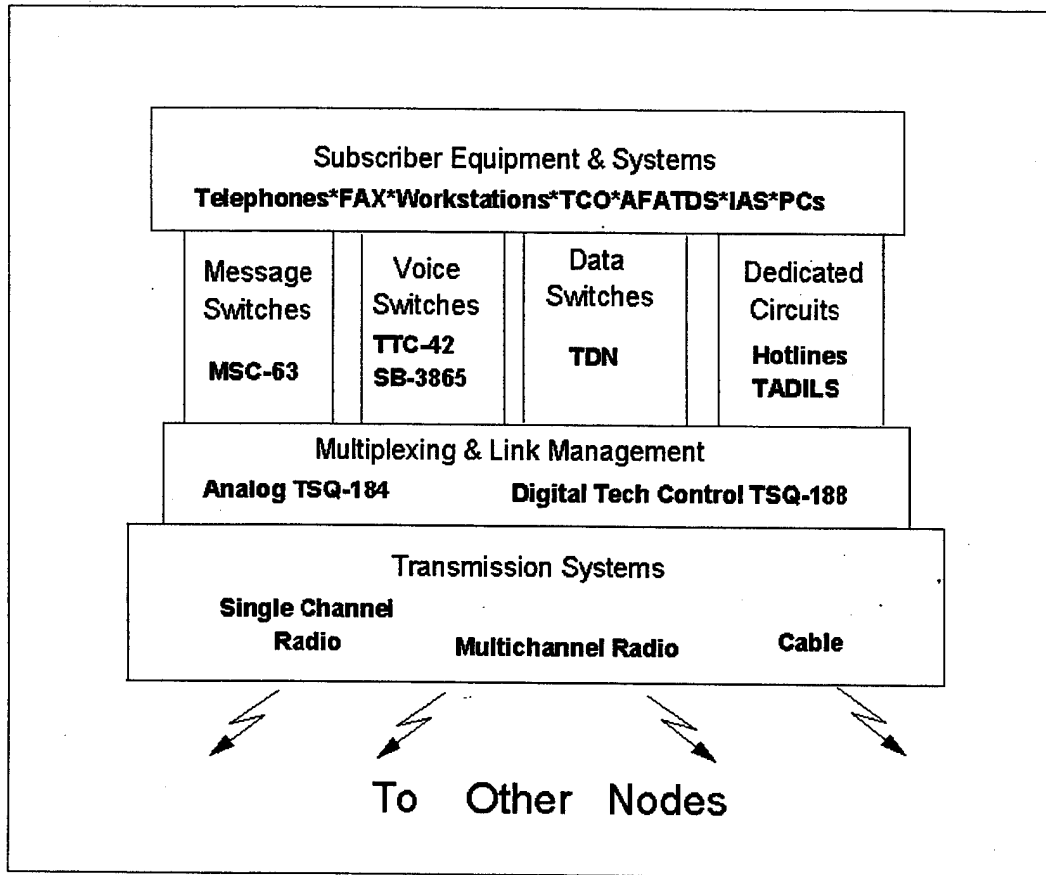 Subscriber Equipment & Systems
Telephones*FAX*Workstations*TCO*AFATDS*IAS*PCs
Message
Switches
MSC-63
Voice
Switches
TTC-42
SB-3865
Data
Switches
TDN
Dedicated
Circuits
Hotlines
TADILS
Multiplexing & Link Management
Analog TSQ-184
Digital Tech Control TSQ-188
Transmission Systems
Single Channel
Radio
Multichannel Radio
Cable
To Other Nodes